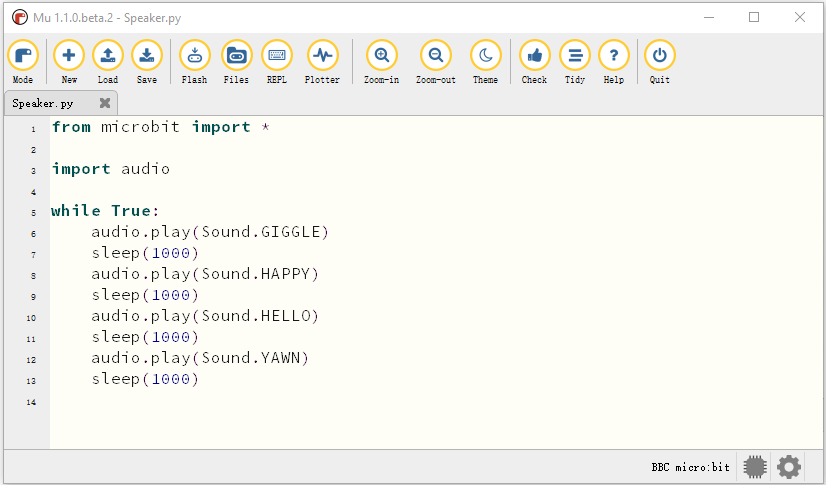 Mu 1.1.0.beta.2 - Speaker.py
Mode New Load Save Flash Files REPL Plotter Zoom-in Zoom-out Theme Check Tidy Help Quit
Speaker.py
1 from microbit import *
2
3 import audio
4
5 while True:
6     audio.play(Sound.GIGGLE)
7     sleep(1000)
8     audio.play(Sound.HAPPY)
9     sleep(1000)
10     audio.play(Sound.HELLO)
11     sleep(1000)
12     audio.play(Sound.YAWN)
13     sleep(1000)
14
BBC micro:bit